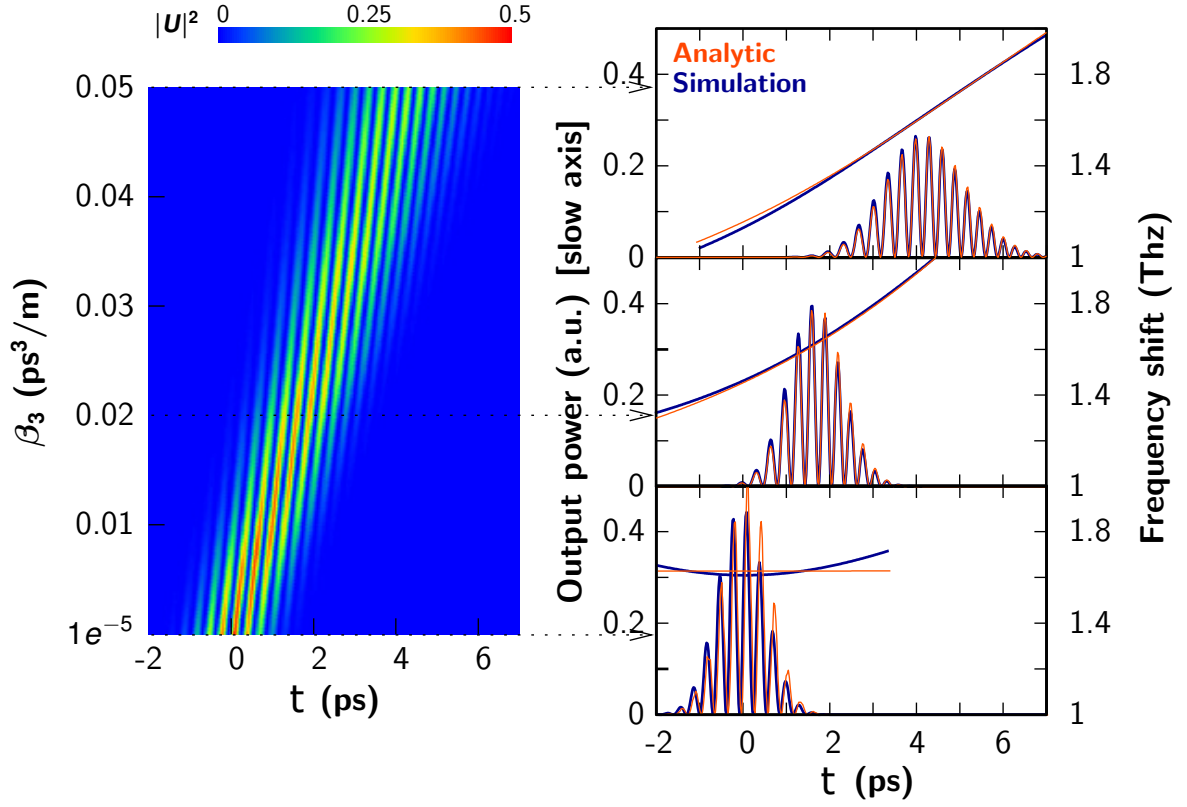 |U|² 0 0.25 0.5
0.05
0.04
0.03
0.02
0.01
1e⁻⁵
β₃ (ps³/m)
-2 0 2 4 6
t (ps)
Analytic
Simulation
0.4
0.2
0
0.4
0.2
0
0.4
0.2
0
Output power (a.u.) [slow axis]
1.8
1.4
1
1.8
1.4
1
1.8
1.4
1
Frequency shift (Thz)
-2 0 2 4 6
t (ps)